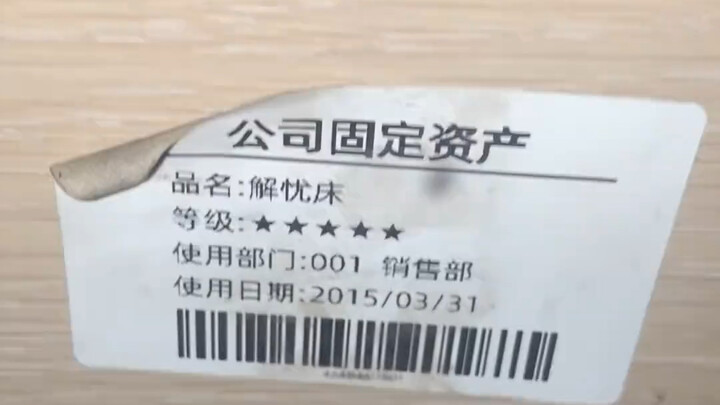 公司固定资产
品名:解忧床
等级:★★★★★
使用部门:001 销售部
使用日期:2015/03/31